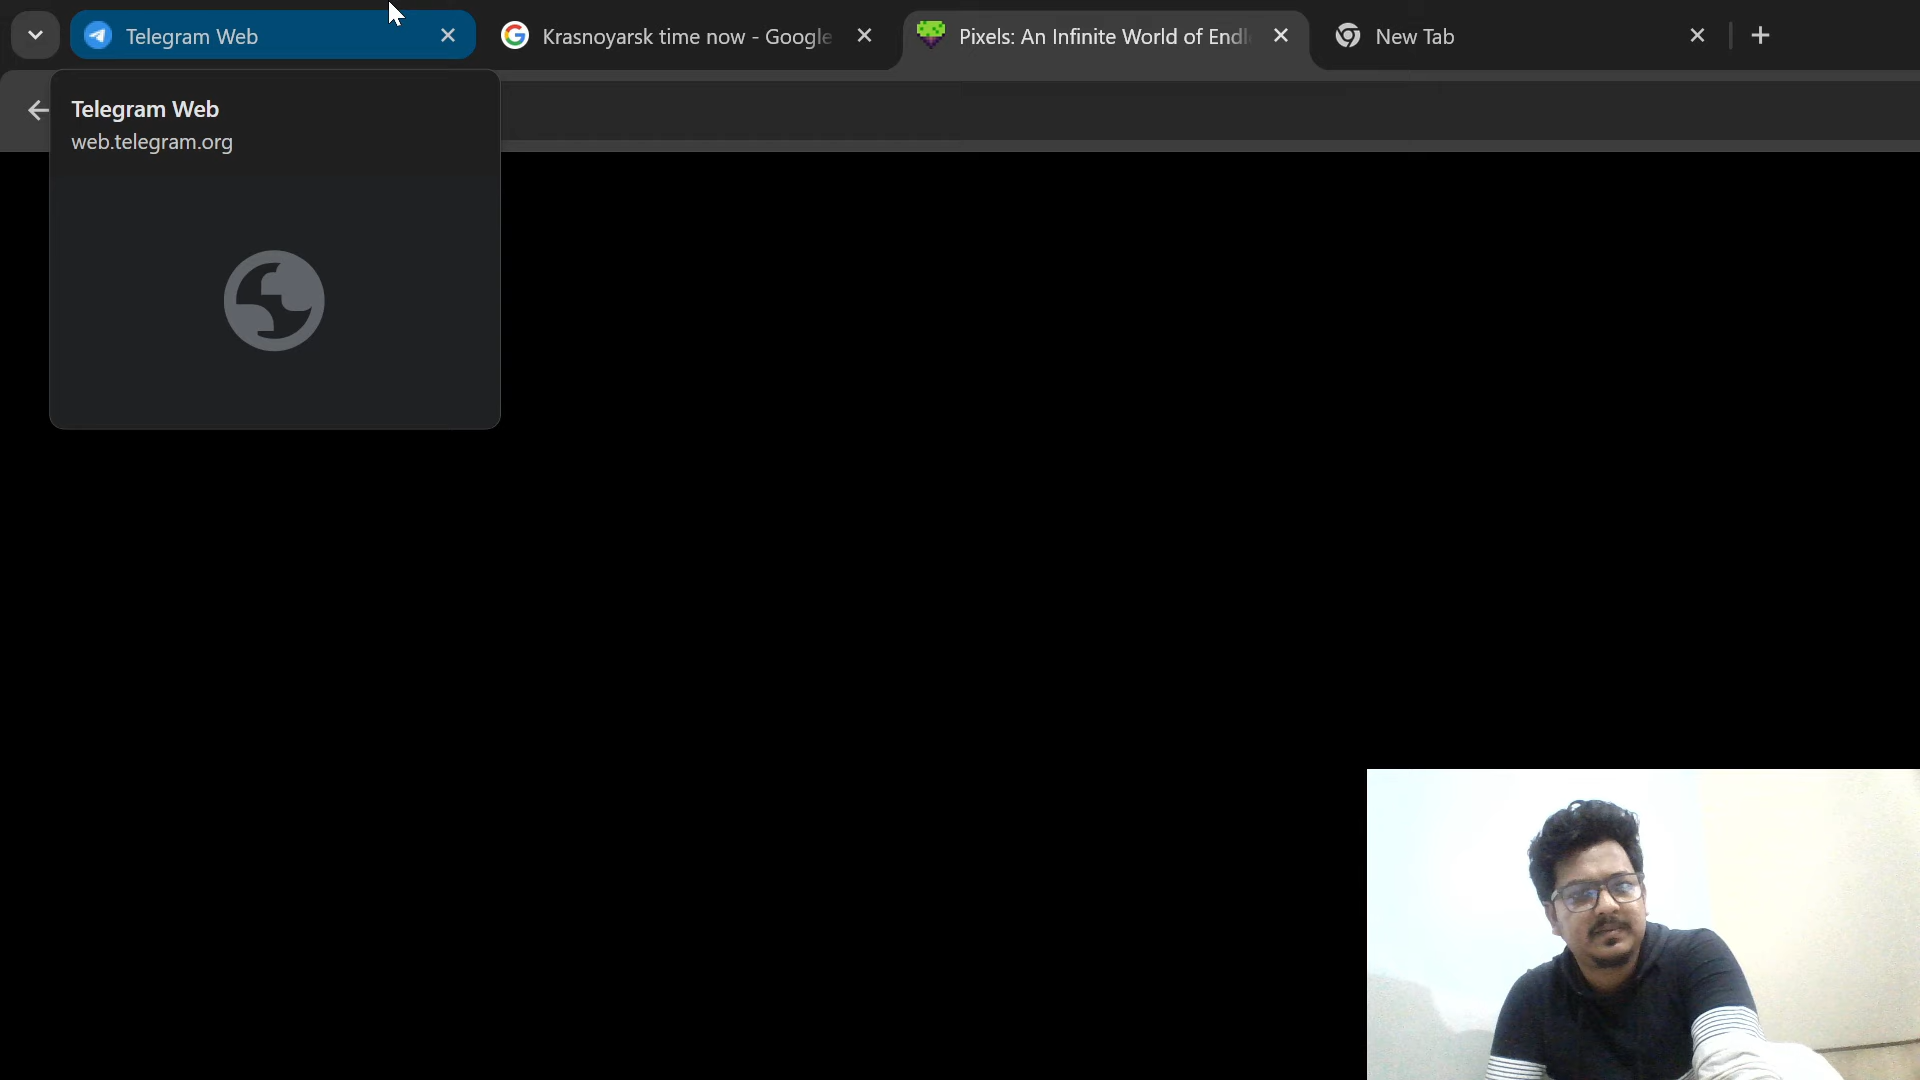 Telegram Web
Krasnoyarsk time now - Google
Pixels: An Infinite World of Endl
New Tab
Telegram Web
web.telegram.org